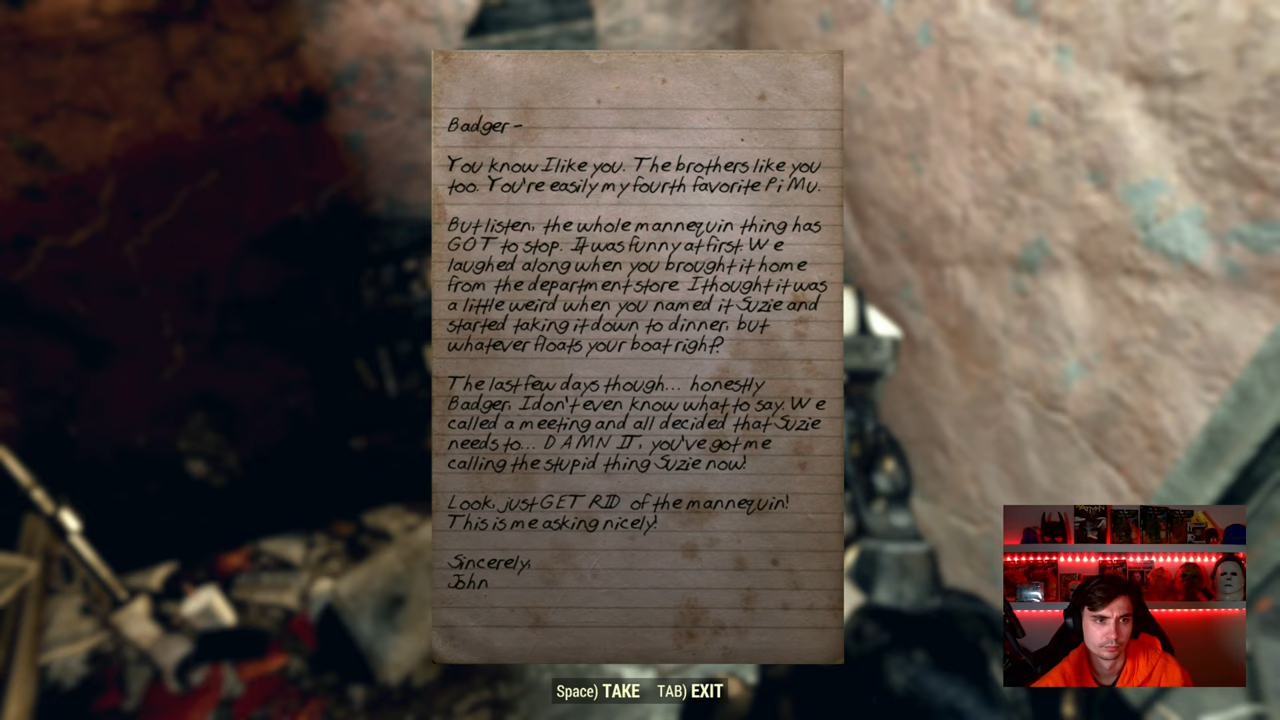 Badger-
You know I like you. The brothers like you
too. You're easily my fourth favorite Pi Mu.
But listen, the whole mannequin thing has
GOT to stop. It was funny at first. We
laughed along when you brought it home
from the department store. I thought it was
a little weird when you named it Suzie and
started taking it down to dinner, but
whatever floats your boat right?
The last few days though... honestly
Badger, I don't even know what to say. We
called a meeting and all decided that Suzie
needs to... DAMN IT, you've got me
calling the stupid thing Suzie now!
Look, just GET RID of the mannequin!
This is me asking nicely!
Sincerely,
John
Space) TAKE TAB) EXIT